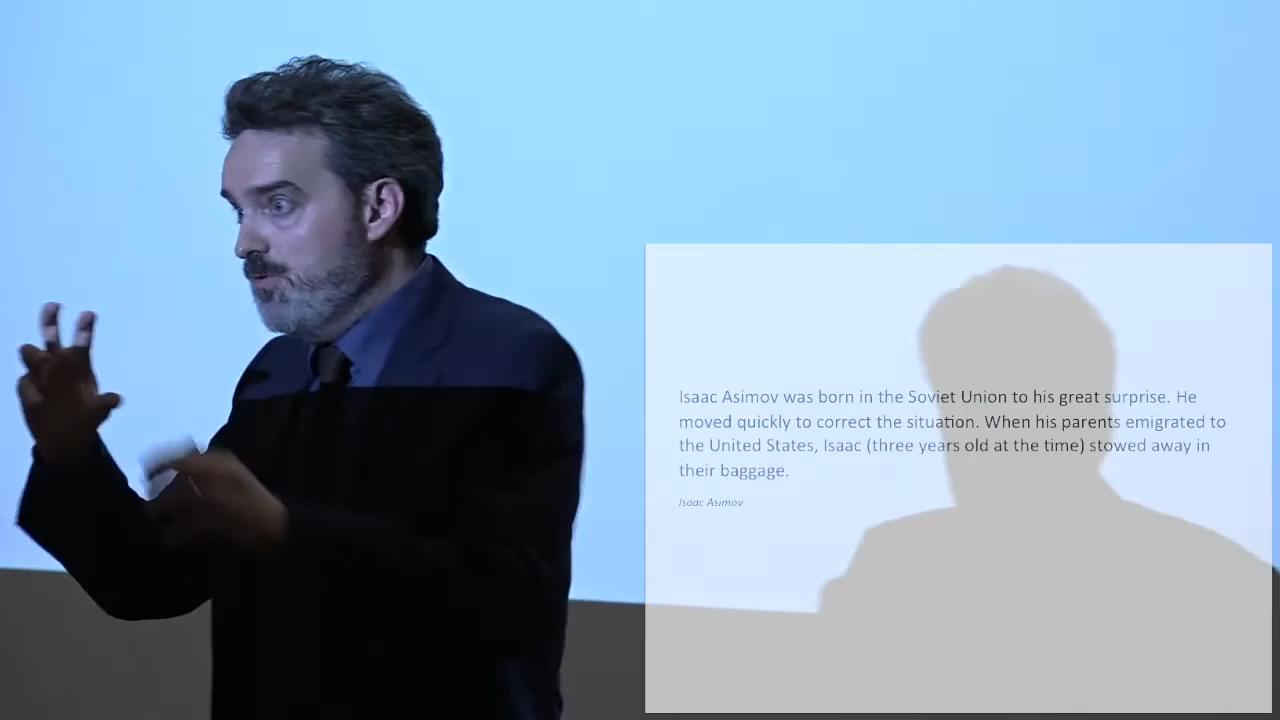 Isaac Asimov was born in the Soviet Union to his great surprise. He
moved quickly to correct the situation. When his parents emigrated to
the United States, Isaac (three years old at the time) stowed away in
their baggage.
Isaac Asimov